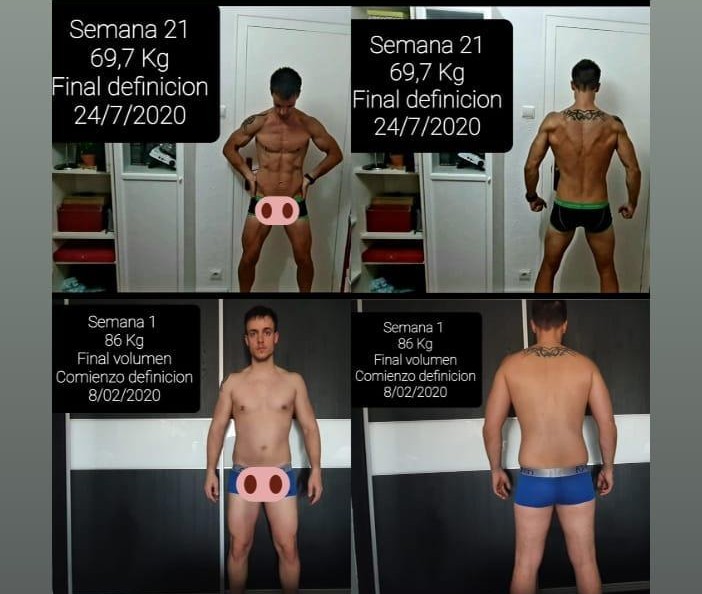 Semana 21
69,7 Kg
Final definicion
24/7/2020
Semana 21
69,7 Kg
Final definicion
24/7/2020
Semana 1
86 Kg
Final volumen
Comienzo definicion
8/02/2020
Semana 1
86 Kg
Final volumen
Comienzo definicion
8/02/2020